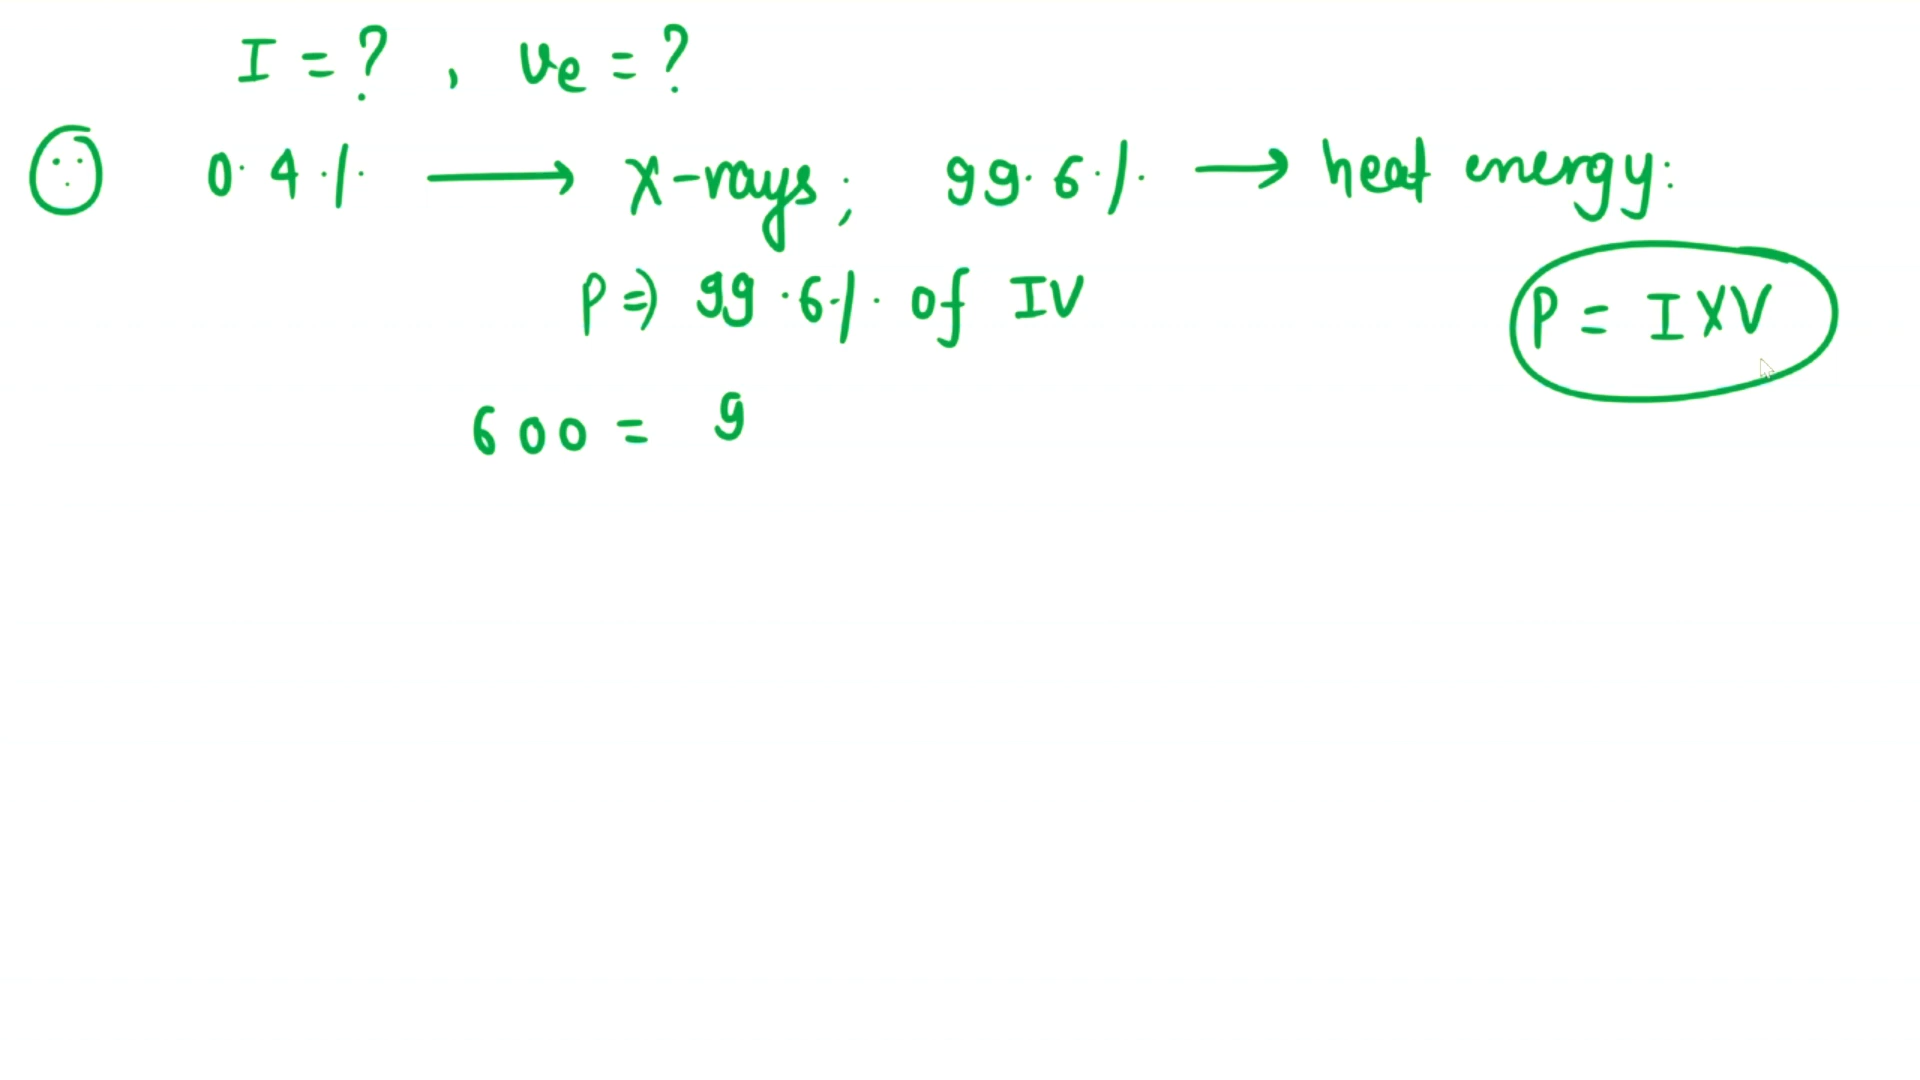 I = ? , ve = ?
0.4 % → X-rays; 99.6 % → heat energy:
P ⇒ 99.6 % of IV
P = I X V
600 = 9